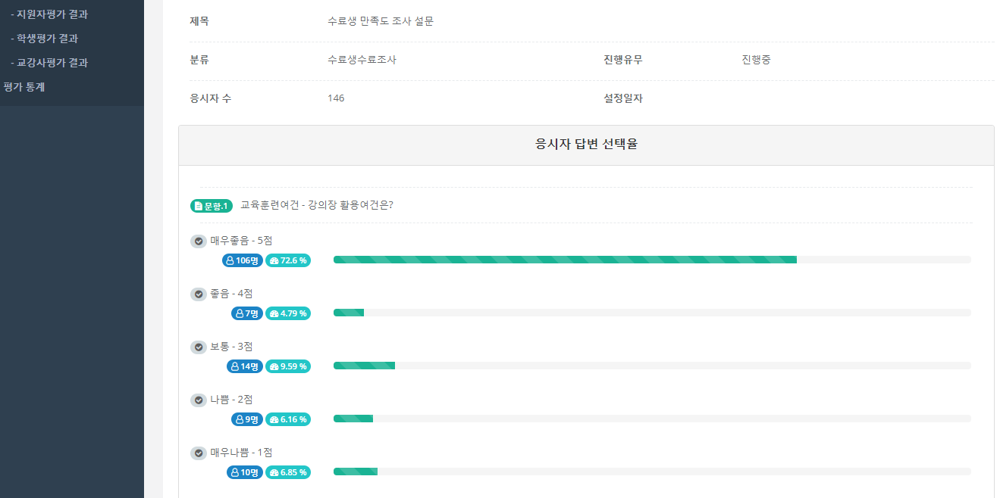 - 지원자평가 결과
- 학생평가 결과
- 교강사평가 결과
평가 통계
제목 수료생 만족도 조사 설문
분류 수료생수료조사 진행유무 진행중
응시자 수 146 설정일자
응시자 답변 선택율
문항.1 교육훈련여건 - 강의장 활용여건은?
매우좋음 - 5점
106명 72.6 %
좋음 - 4점
7명 4.79 %
보통 - 3점
14명 9.59 %
나쁨 - 2점
9명 6.16 %
매우나쁨 - 1점
10명 6.85 %